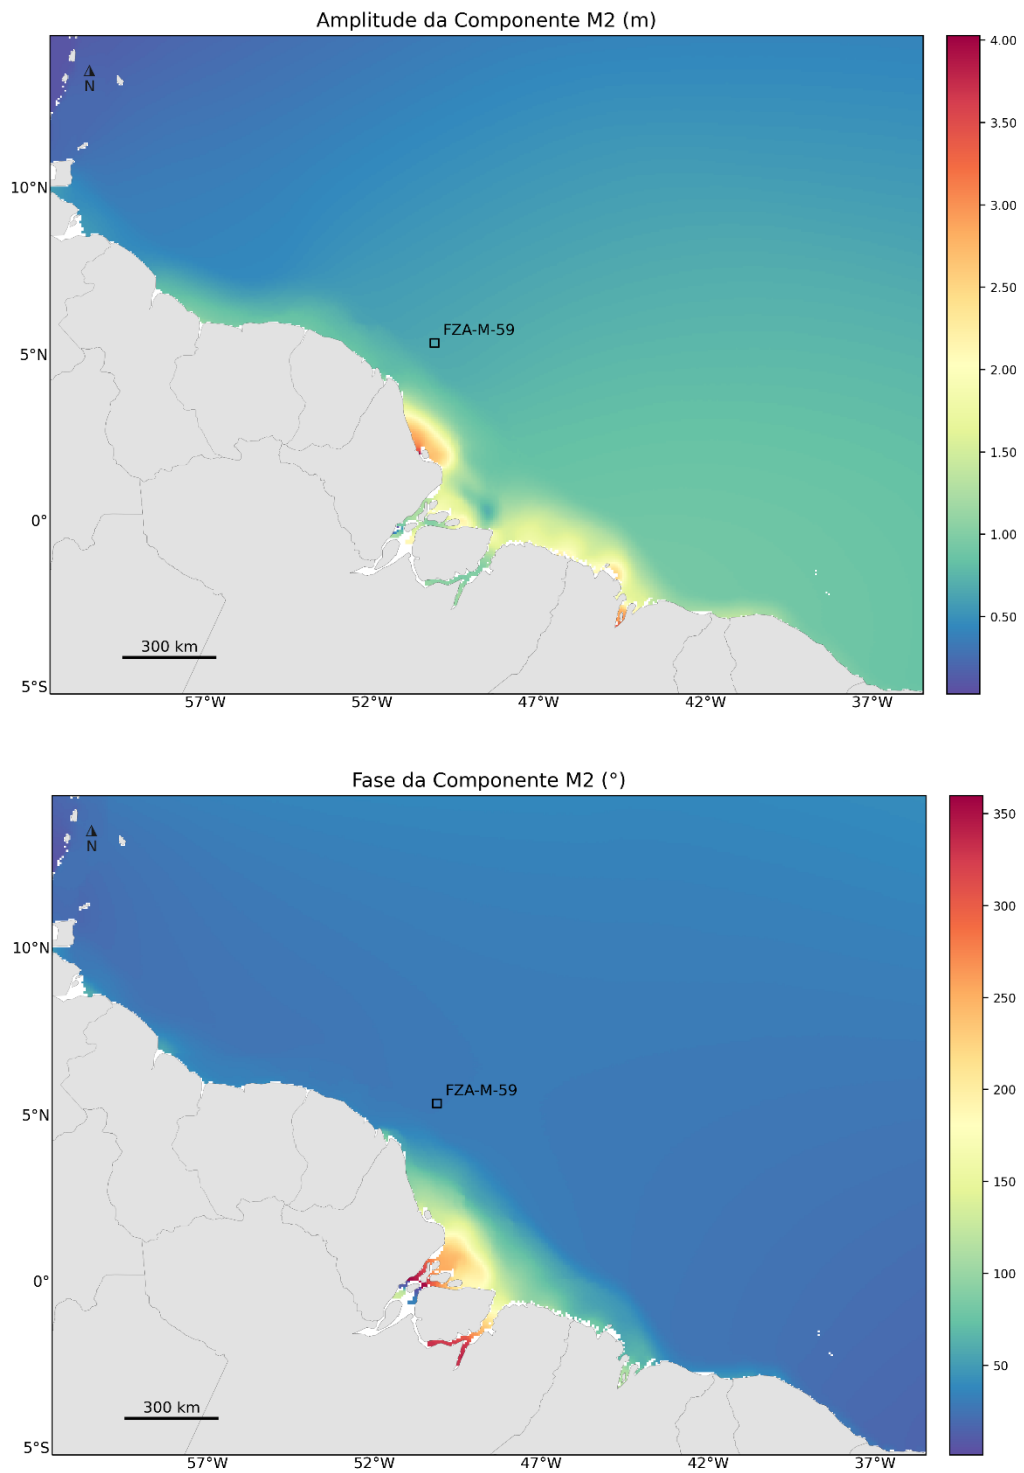 Amplitude da Componente M2 (m)
N
10°N
5°N
0°
5°S
FZA-M-59
300 km
57°W
52°W
47°W
42°W
37°W
4.00
3.50
3.00
2.50
2.00
1.50
1.00
0.50
Fase da Componente M2 (°)
N
10°N
5°N
0°
5°S
FZA-M-59
300 km
57°W
52°W
47°W
42°W
37°W
350
300
250
200
150
100
50